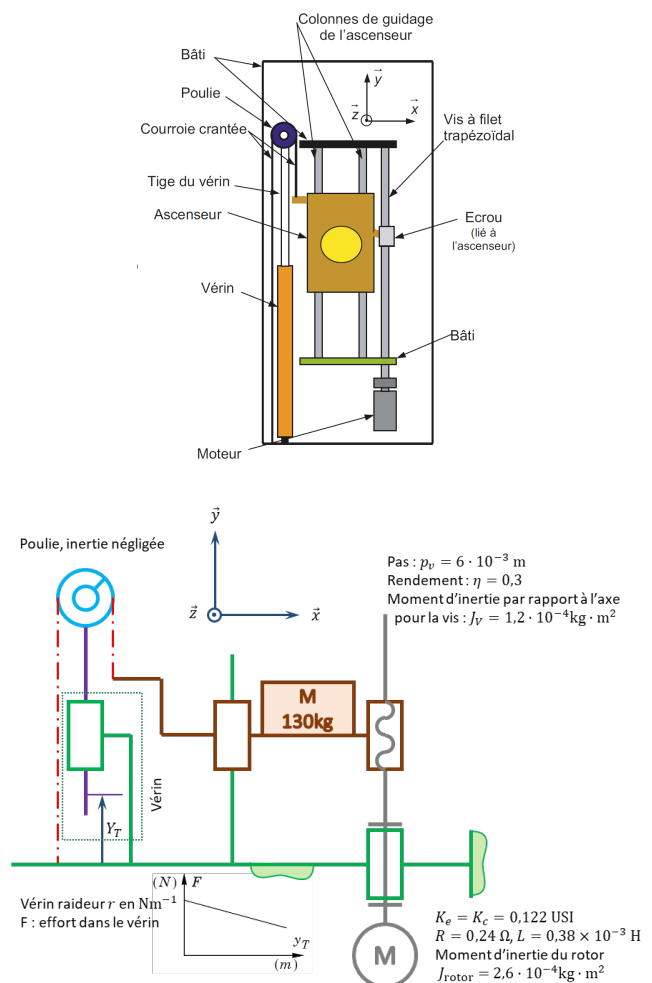 Colonnes de guidage
de l'ascenseur
Bâti
Poulie
Courroie crantée
Tige du vérin
Ascenseur
Vérin
Moteur
y
z
x
Vis à filet
trapézoïdal
Ecrou
(lié à
l'ascenseur)
Bâti
Poulie, inertie négligée
y
z
x
Pas : p_v = 6 · 10⁻³ m
Rendement : η = 0,3
Moment d'inertie par rapport à l'axe
pour la vis : J_V = 1,2 · 10⁻⁴kg · m²
M
130kg
Vérin
Y_T
Vérin raideur r en Nm⁻¹
F : effort dans le vérin
(N) F
y_T
(m)
M
K_e = K_c = 0,122 USI
R = 0,24 Ω, L = 0,38 × 10⁻³ H
Moment d'inertie du rotor
J_rotor = 2,6 · 10⁻⁴kg · m²